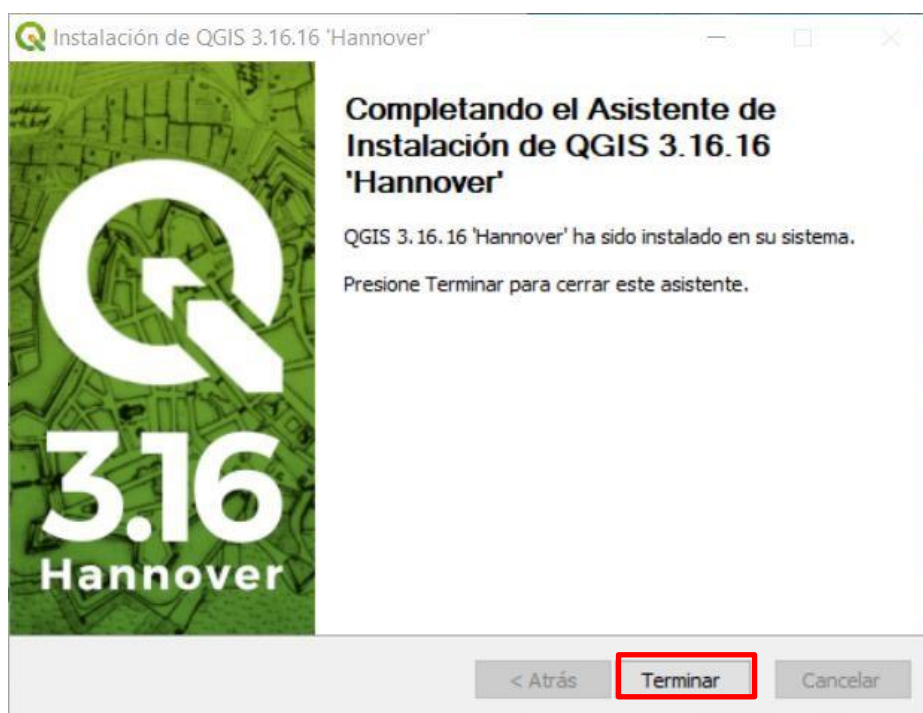 Instalación de QGIS 3.16.16 'Hannover'
Completando el Asistente de
Instalación de QGIS 3.16.16
'Hannover'
QGIS 3.16.16 'Hannover' ha sido instalado en su sistema.
Presione Terminar para cerrar este asistente.
3.16
Hannover
< Atrás
Terminar
Cancelar